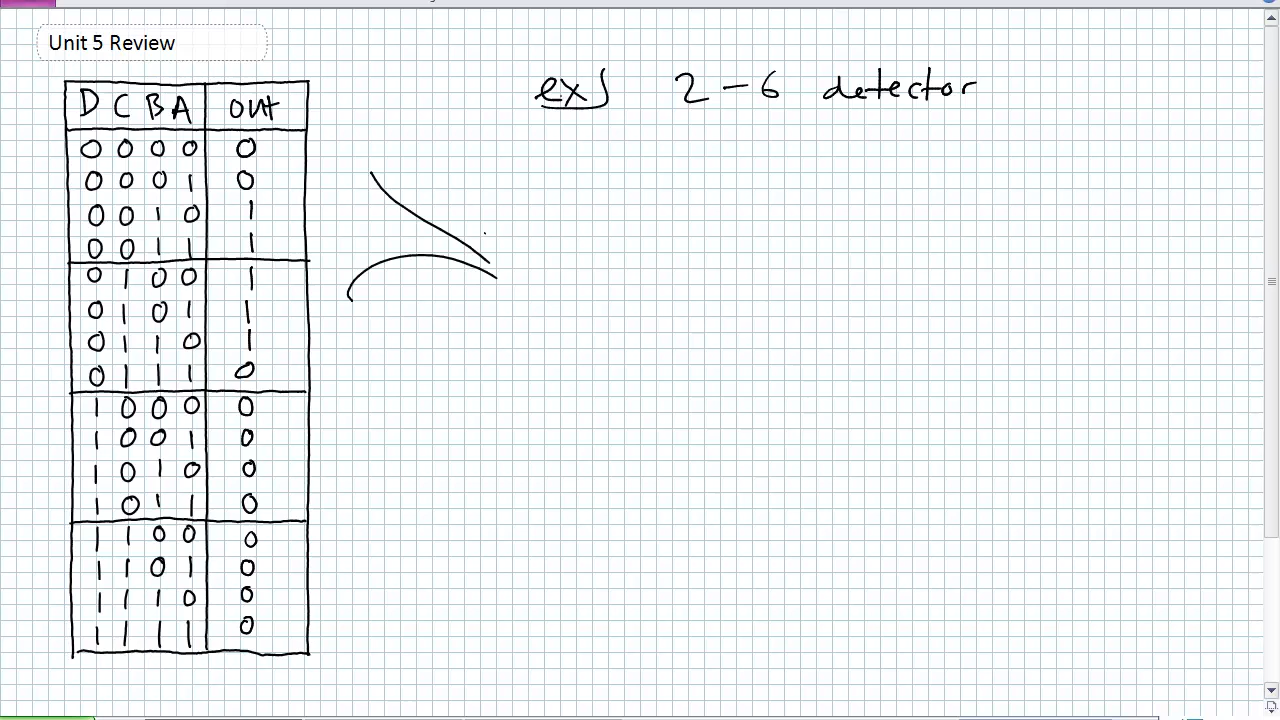 Unit 5 Review
ex) 2-6 detector
D C B A out
0 0 0 0 0
0 0 0 1 0
0 0 1 0 1
0 0 1 1 1
0 1 0 0 1
0 1 0 1 1
0 1 1 0 1
0 1 1 1 0
1 0 0 0 0
1 0 0 1 0
1 0 1 0 0
1 0 1 1 0
1 1 0 0 0
1 1 0 1 0
1 1 1 0 0
1 1 1 1 0